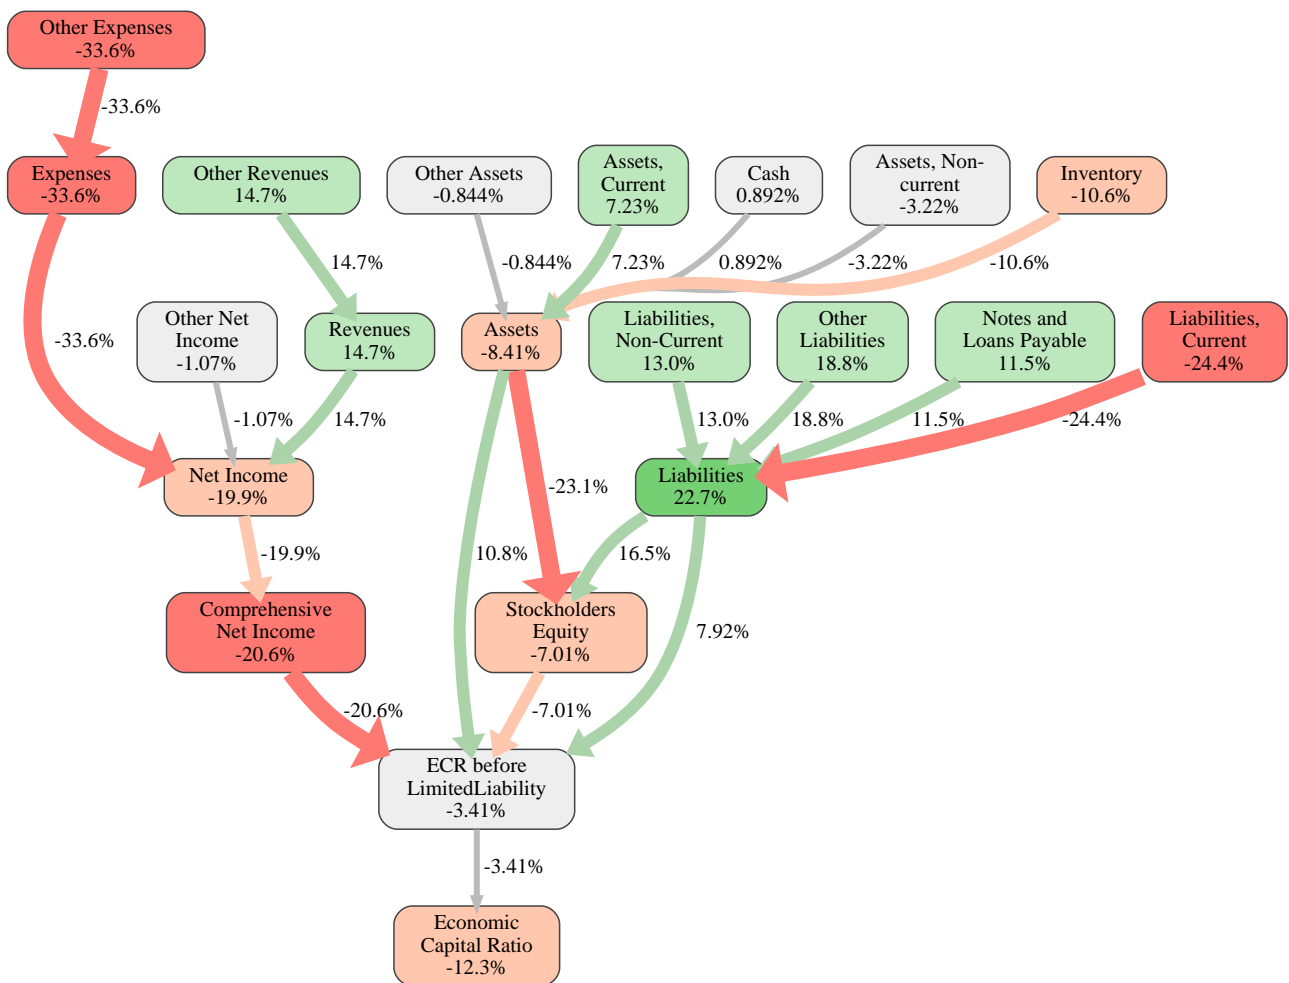 Other Expenses
-33.6%
-33.6%
Expenses
-33.6%
Other Revenues
14.7%
Other Assets
-0.844%
Assets,
Current
7.23%
Cash
0.892%
Assets, Non-
current
-3.22%
Inventory
-10.6%
14.7%
-0.844%
7.23%
0.892%
-3.22%
-10.6%
-33.6%
Other Net
Income
-1.07%
Revenues
14.7%
Assets
-8.41%
Liabilities,
Non-Current
13.0%
Other
Liabilities
18.8%
Notes and
Loans Payable
11.5%
Liabilities,
Current
-24.4%
-1.07%
14.7%
13.0%
18.8%
11.5%
-24.4%
Net Income
-19.9%
-23.1%
Liabilities
22.7%
-19.9%
10.8%
16.5%
Comprehensive
Net Income
-20.6%
Stockholders
Equity
-7.01%
7.92%
-20.6%
-7.01%
ECR before
LimitedLiability
-3.41%
-3.41%
Economic
Capital Ratio
-12.3%